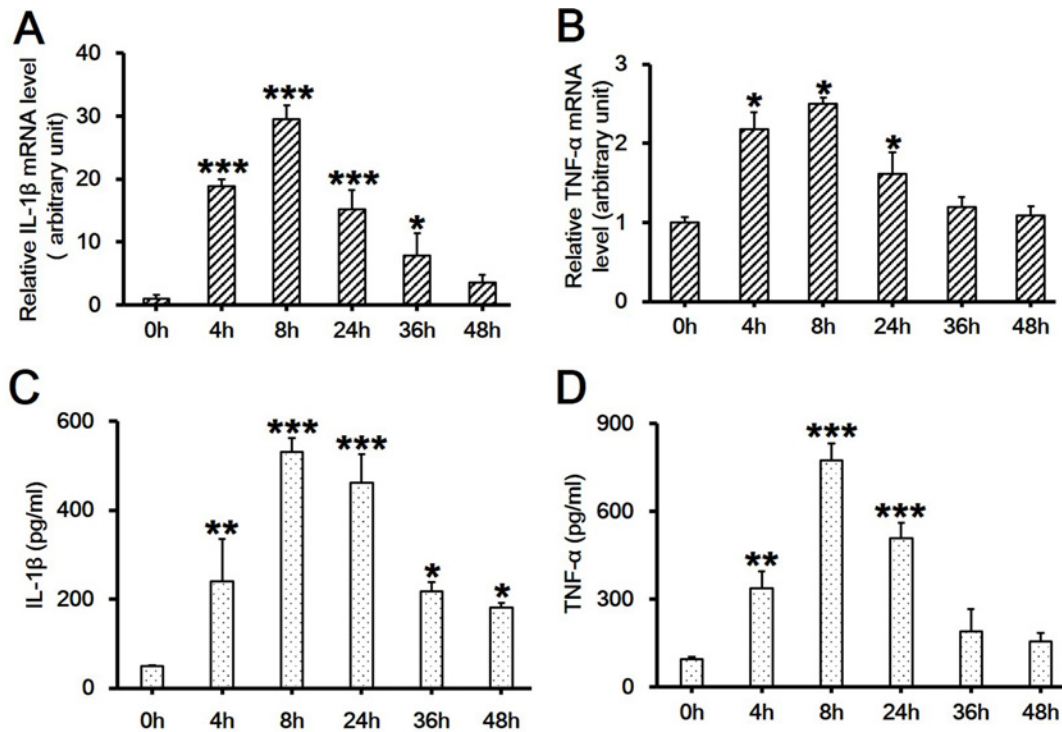 A
Relative IL-1β mRNA level
( arbitrary unit)
40
30
20
10
0
***
***
***
*
0h 4h 8h 24h 36h 48h
B
Relative TNF-α mRNA
level (arbitrary unit)
3
2
1
0
*
*
*
0h 4h 8h 24h 36h 48h
C
IL-1β (pg/ml)
600
400
200
0
**
***
***
*
*
0h 4h 8h 24h 36h 48h
D
TNF-α (pg/ml)
900
600
300
0
**
***
***
0h 4h 8h 24h 36h 48h